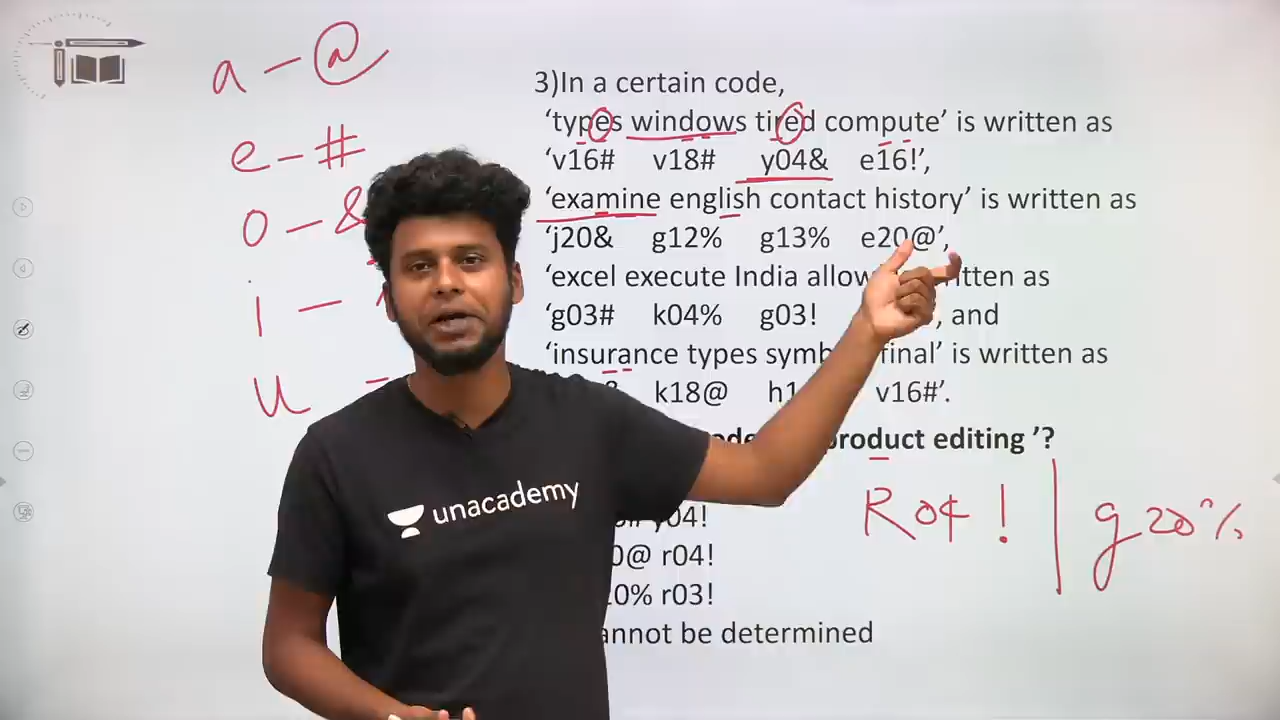 a – @
e – #
o – &
i –
u –
3)In a certain code,
‘types windows tired compute’ is written as
‘v16# v18# y04& e16!’,
‘examine english contact history’ is written as
‘j20& g12% g13% e20@’,
‘excel execute India allow itten as
‘g03# k04% g03! , and
‘insurance types symb final’ is written as
& k18@ h1 v16#’.
product editing ’?
R04! | g20%
y04!
0@ r04!
0% r03!
annot be determined
unacademy